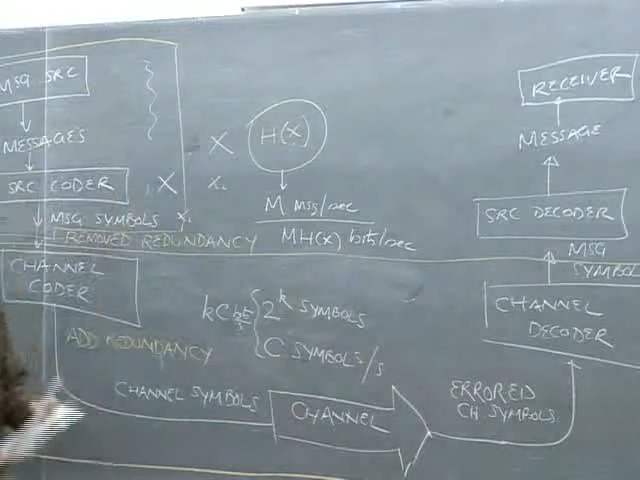 MSG SRC
MESSAGES
SRC CODER
MSG SYMBOLS X
REMOVED REDUNDANCY
CHANNEL
CODER
ADD REDUNDANCY
CHANNEL SYMBOLS
X
X
X
H(X)
M msg/sec
MH(X) bits/sec
kC bits/s
2^k SYMBOLS
C SYMBOLS/s
CHANNEL
ERRORED
CH SYMBOLS
RECEIVER
MESSAGE
SRC DECODER
MSG
SYMBOL
CHANNEL
DECODER